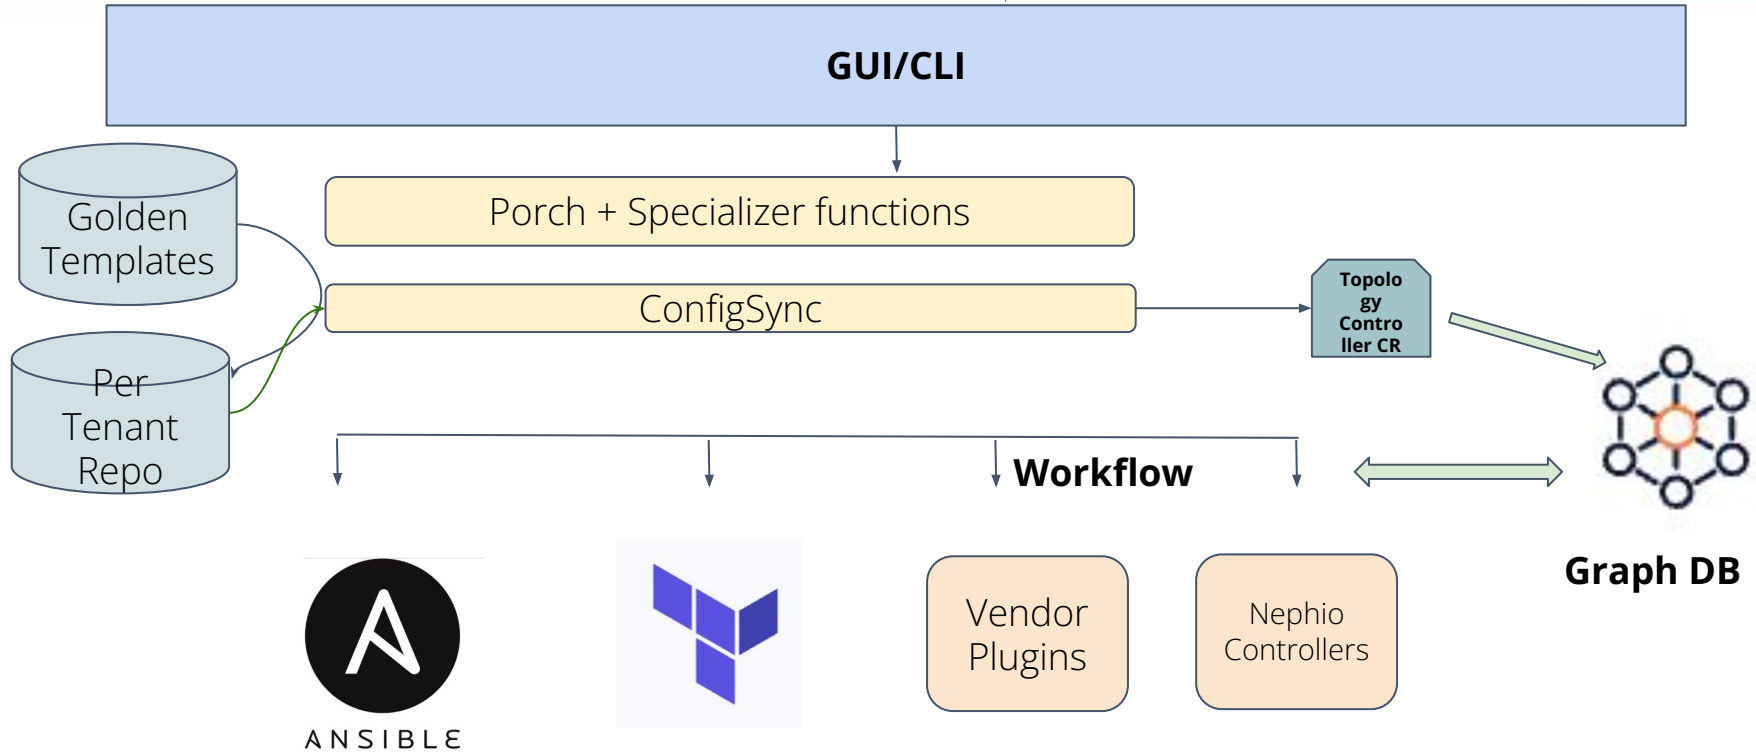 GUI/CLI
Golden
Templates
Porch + Specializer functions
ConfigSync
Topolo
gy
Contro
ller CR
Per
Tenant
Repo
Workflow
Graph DB
Vendor
Plugins
Nephio
Controllers
ANSIBLE